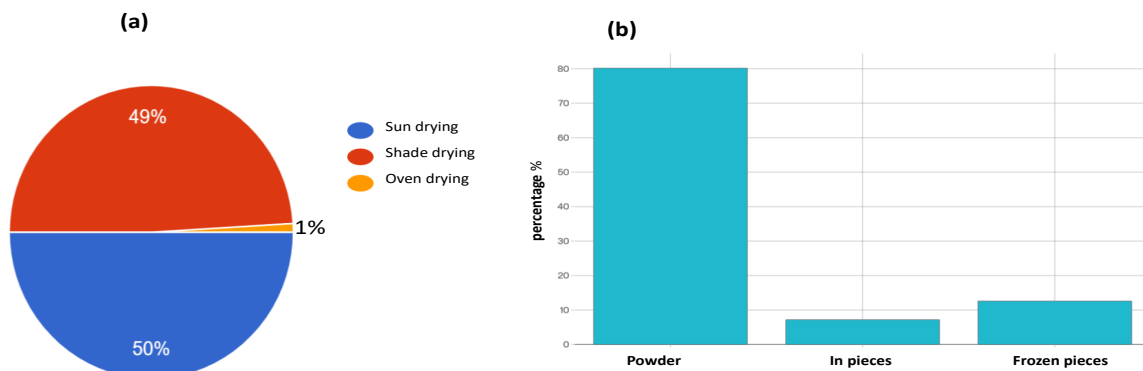 (a)
49%
50%
1%
Sun drying
Shade drying
Oven drying
(b)
percentage %
80
70
60
50
40
30
20
10
0
Powder
In pieces
Frozen pieces